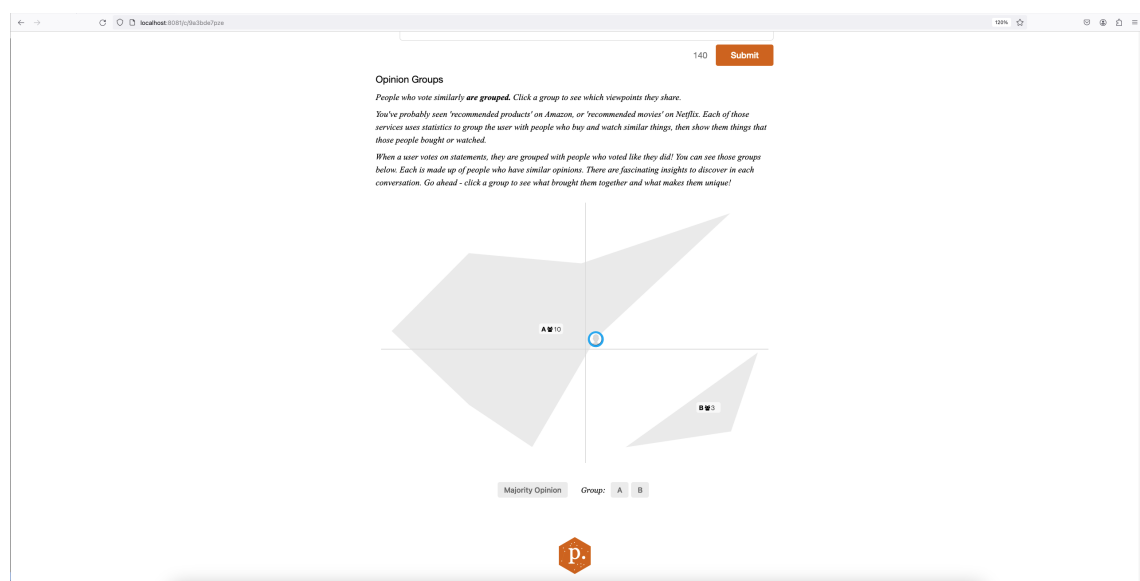 localhost:8081/c/9s3bde7pze
120%
140
Submit
Opinion Groups
People who vote similarly are grouped. Click a group to see which viewpoints they share.
You've probably seen 'recommended products' on Amazon, or 'recommended movies' on Netflix. Each of those
services uses statistics to group the user with people who buy and watch similar things, then show them things that
those people bought or watched.
When a user votes on statements, they are grouped with people who voted like they did! You can see those groups
below. Each is made up of people who have similar opinions. There are fascinating insights to discover in each
conversation. Go ahead - click a group to see what brought them together and what makes them unique!
A 10
B 3
Majority Opinion Group: A B
p.